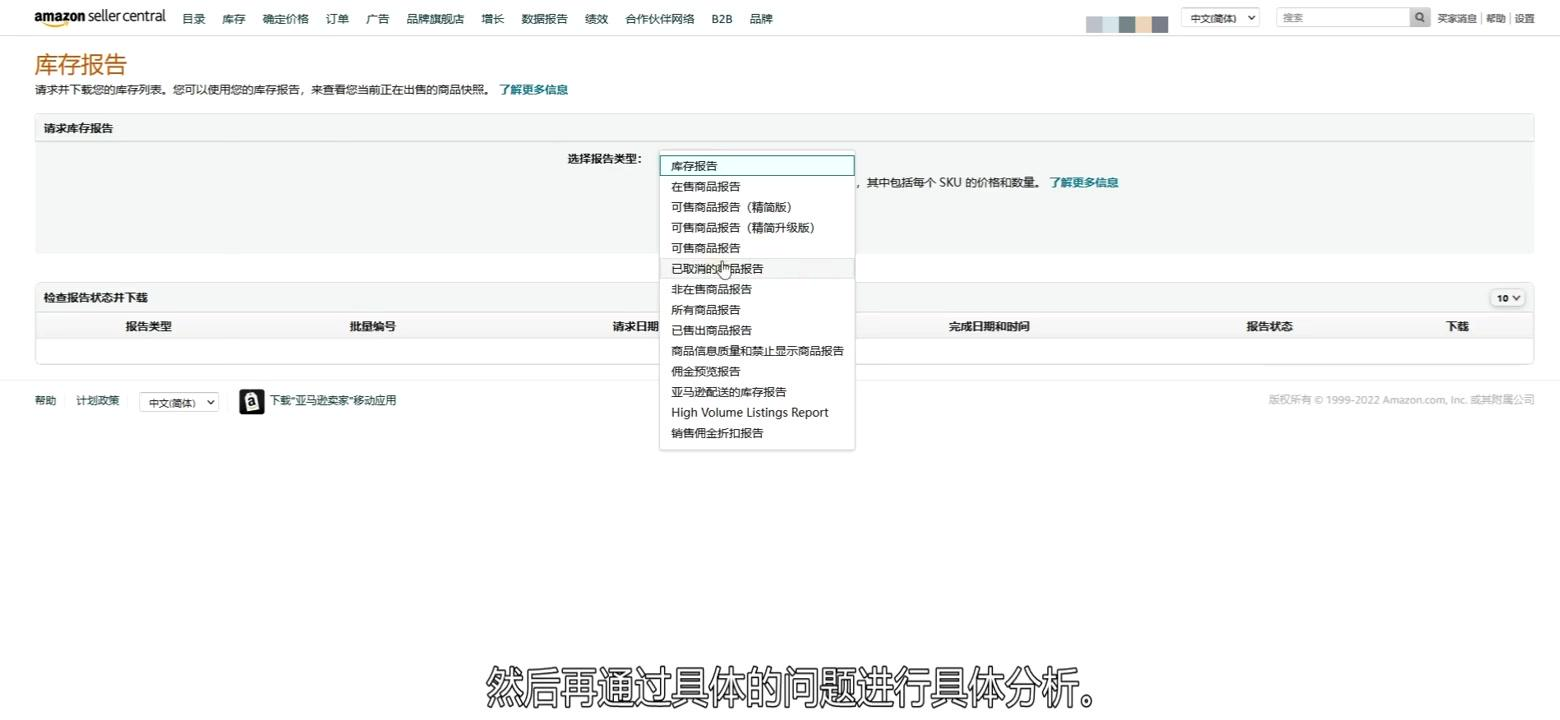 amazon seller central 目录 库存 确定价格 订单 广告 品牌旗舰店 增长 数据报告 绩效 合作伙伴网络 B2B 品牌 中文(简体) 搜索 买家消息 帮助 设置
库存报告
请求并下载您的库存列表。您可以使用您的库存报告，来查看您当前正在出售的商品快照。 了解更多信息
请求库存报告
选择报告类型：
库存报告
，其中包括每个 SKU 的价格和数量。 了解更多信息
在售商品报告
可售商品报告（精简版）
可售商品报告（精简升级版）
可售商品报告
已取消的商品报告
非在售商品报告
所有商品报告
已售出商品报告
商品信息质量和禁止显示商品报告
佣金预览报告
亚马逊配送的库存报告
High Volume Listings Report
销售佣金折扣报告
检查报告状态并下载 10
报告类型 批量编号 请求日期 完成日期和时间 报告状态 下载
帮助 计划政策 中文(简体) 下载“亚马逊卖家”移动应用 版权所有 © 1999-2022 Amazon.com, Inc. 或其附属公司
然后再通过具体的问题进行具体分析。